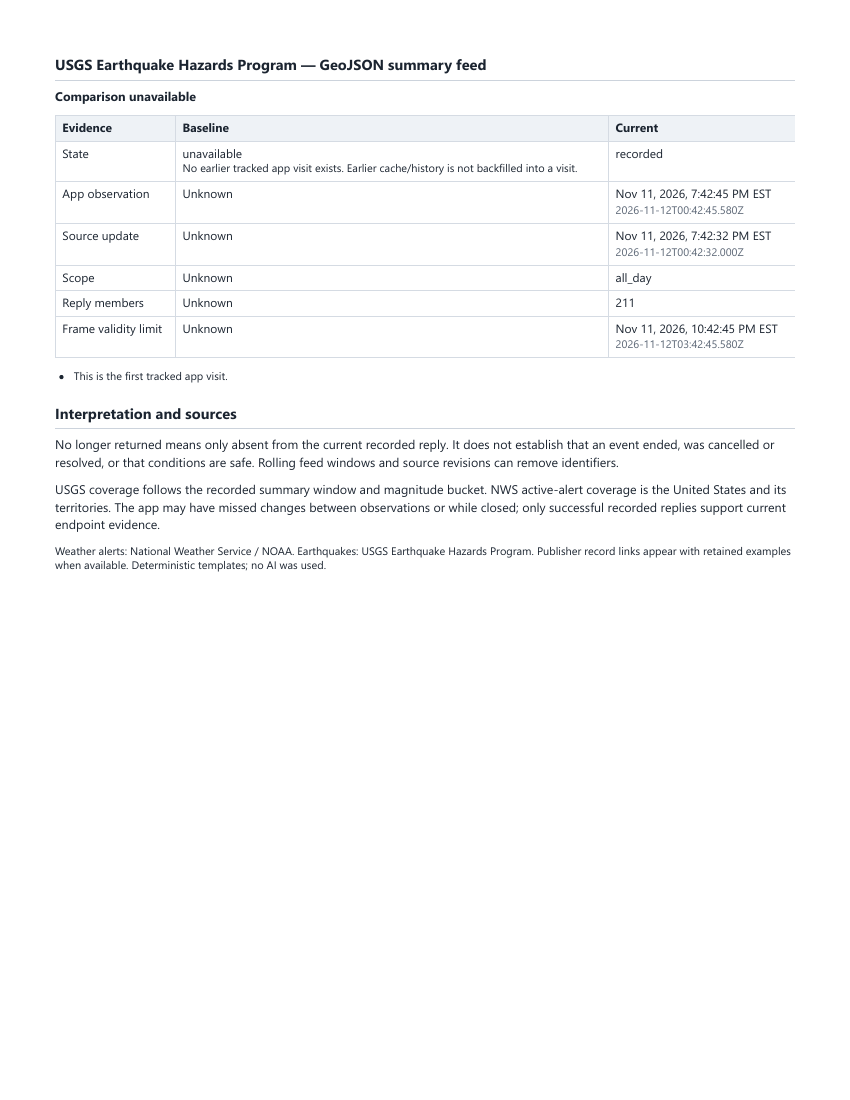 USGS Earthquake Hazards Program — GeoJSON summary feed
Comparison unavailable
Evidence Baseline Current
State unavailable recorded
No earlier tracked app visit exists. Earlier cache/history is not backfilled into a visit.
App observation Unknown Nov 11, 2026, 7:42:45 PM EST
2026-11-12T00:42:45.580Z
Source update Unknown Nov 11, 2026, 7:42:32 PM EST
2026-11-12T00:42:32.000Z
Scope Unknown all_day
Reply members Unknown 211
Frame validity limit Unknown Nov 11, 2026, 10:42:45 PM EST
2026-11-12T03:42:45.580Z
• This is the first tracked app visit.
Interpretation and sources
No longer returned means only absent from the current recorded reply. It does not establish that an event ended, was cancelled or
resolved, or that conditions are safe. Rolling feed windows and source revisions can remove identifiers.
USGS coverage follows the recorded summary window and magnitude bucket. NWS active-alert coverage is the United States and its
territories. The app may have missed changes between observations or while closed; only successful recorded replies support current
endpoint evidence.
Weather alerts: National Weather Service / NOAA. Earthquakes: USGS Earthquake Hazards Program. Publisher record links appear with retained examples
when available. Deterministic templates; no AI was used.